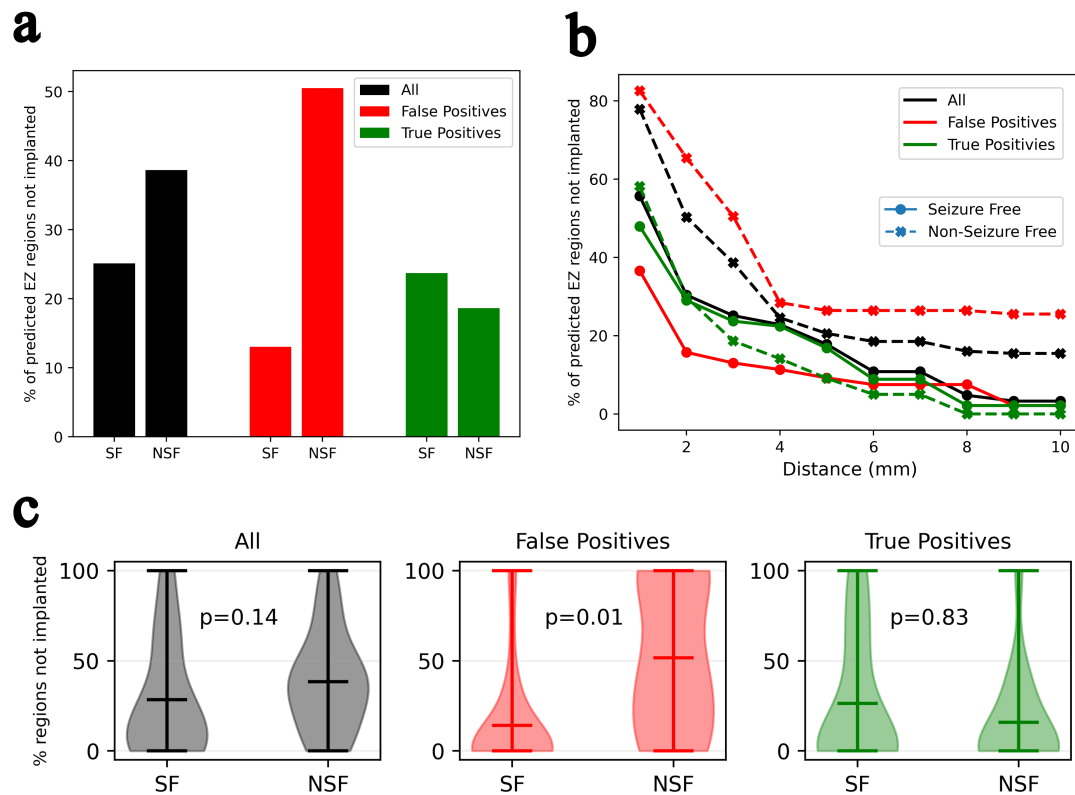 a
% of predicted EZ regions not implanted
50
40
30
20
10
0
All
False Positives
True Positives
SF NSF SF NSF SF NSF
b
% of predicted EZ regions not implanted
80
60
40
20
0
All
False Positives
True Positivies
Seizure Free
Non-Seizure Free
2 4 6 8 10
Distance (mm)
c
% regions not implanted
All
100
50
0
p=0.14
SF NSF
False Positives
100
50
0
p=0.01
SF NSF
True Positives
100
50
0
p=0.83
SF NSF